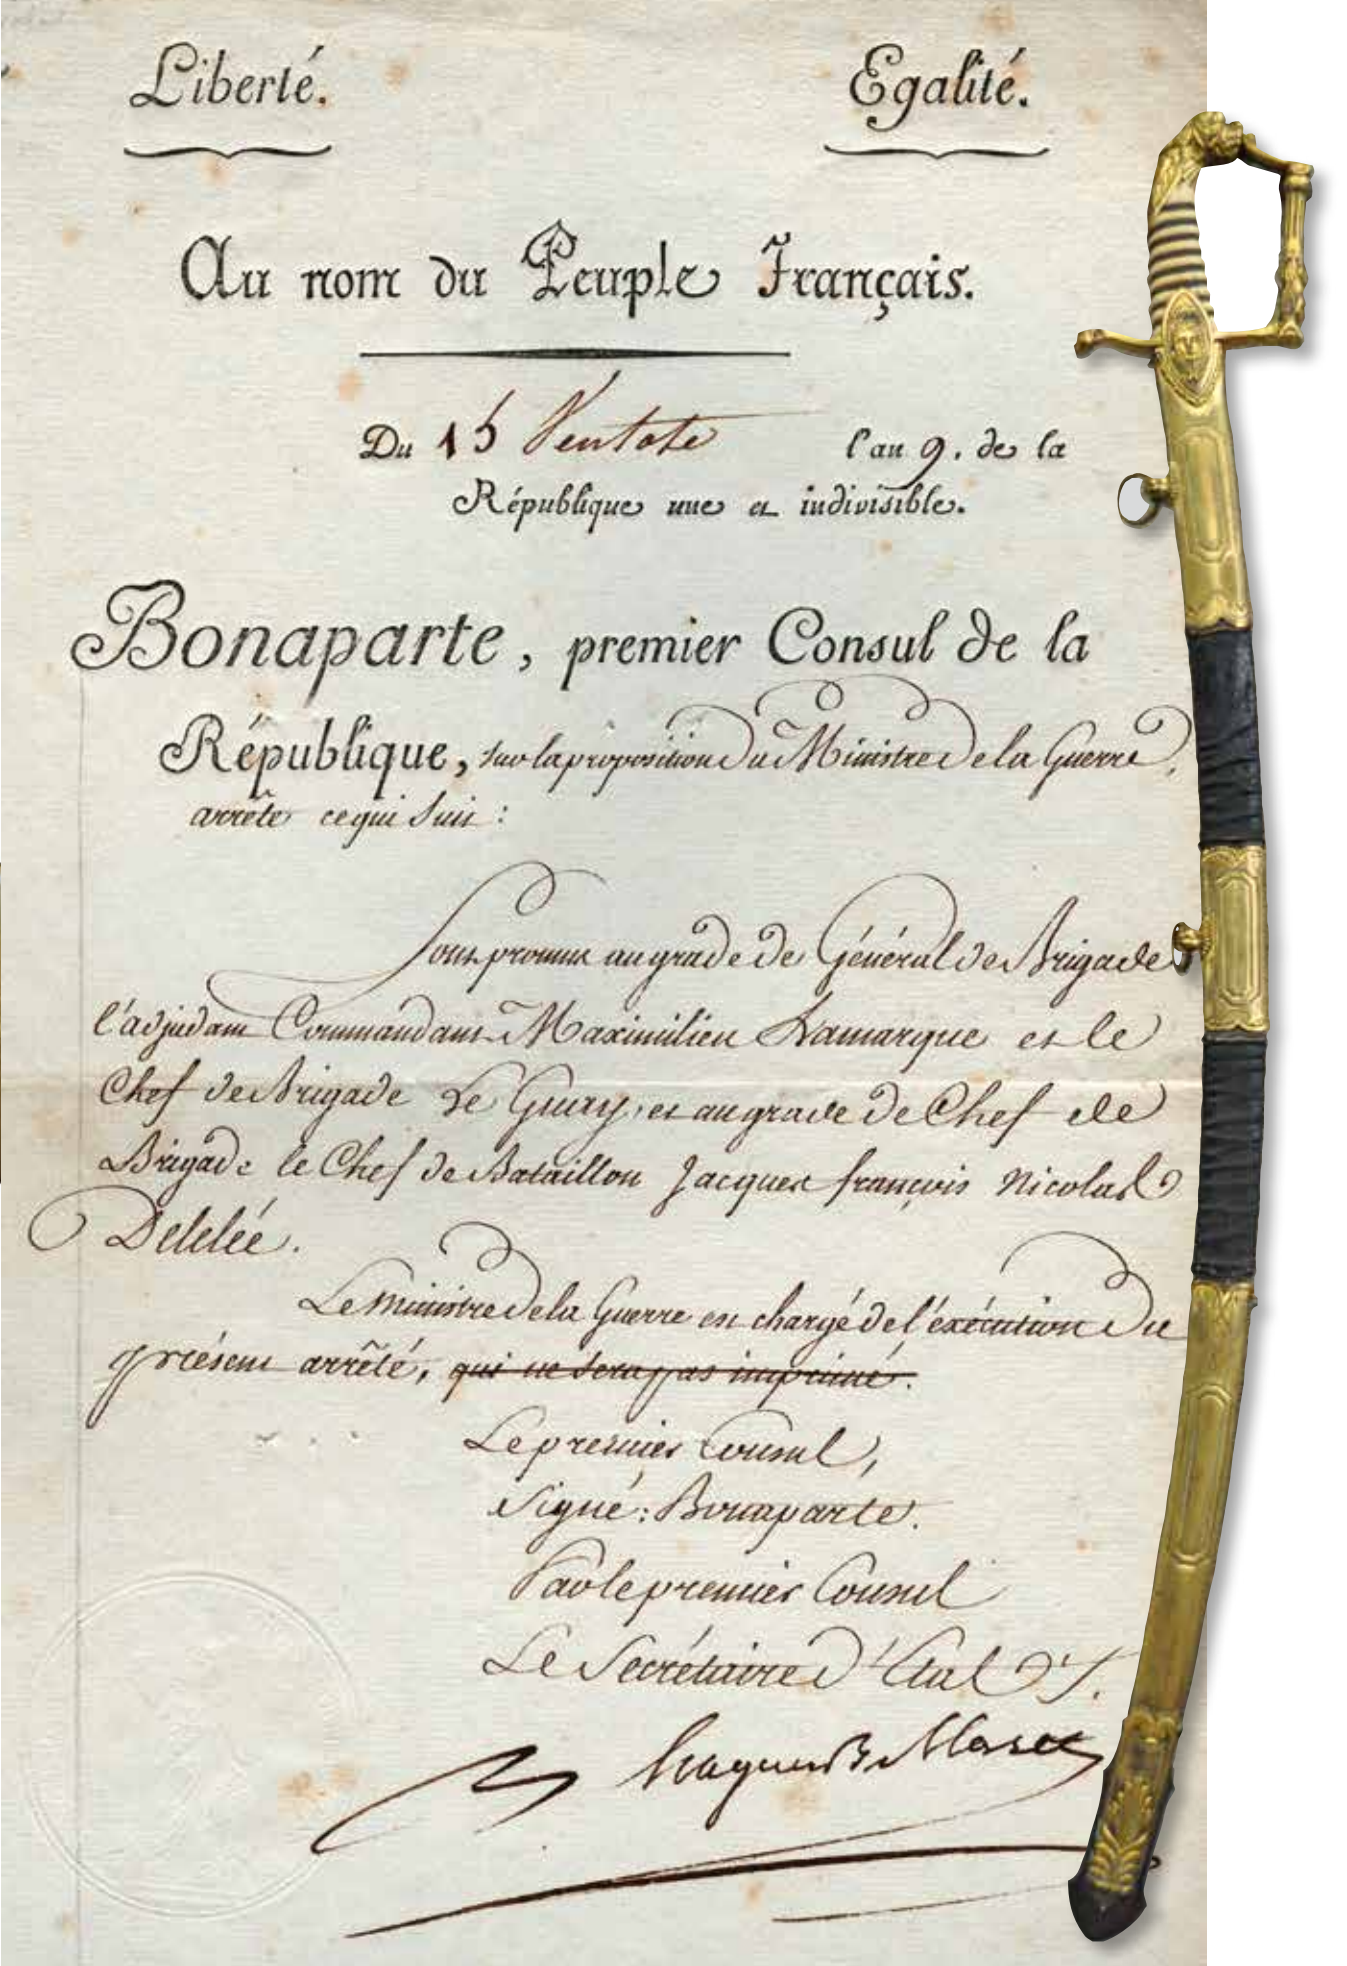 Liberté. Egalité.
Au nom du Peuple Français.
Du 15 Ventose l'an 9. de la
République une et indivisible.
Bonaparte, premier Consul de la
République, sur la proposition du Ministre de la Guerre,
arrête ce qui suit :
Sont promus au grade de Général de Brigade
l'adjudant Commandant Maximilien Lamarque et le
Chef de Brigade Le Guay, et au grade de Chef de
Brigade le Chef de Bataillon Jacques françois Nicolas
Delelée.
Le ministre de la Guerre est chargé de l'éxécution du
présent arrêté, qui ne sera pas imprimé.
Le premier Consul,
Signé : Bonaparte.
Par le premier Consul
Le Secrétaire d'Etat
hugues B Maret